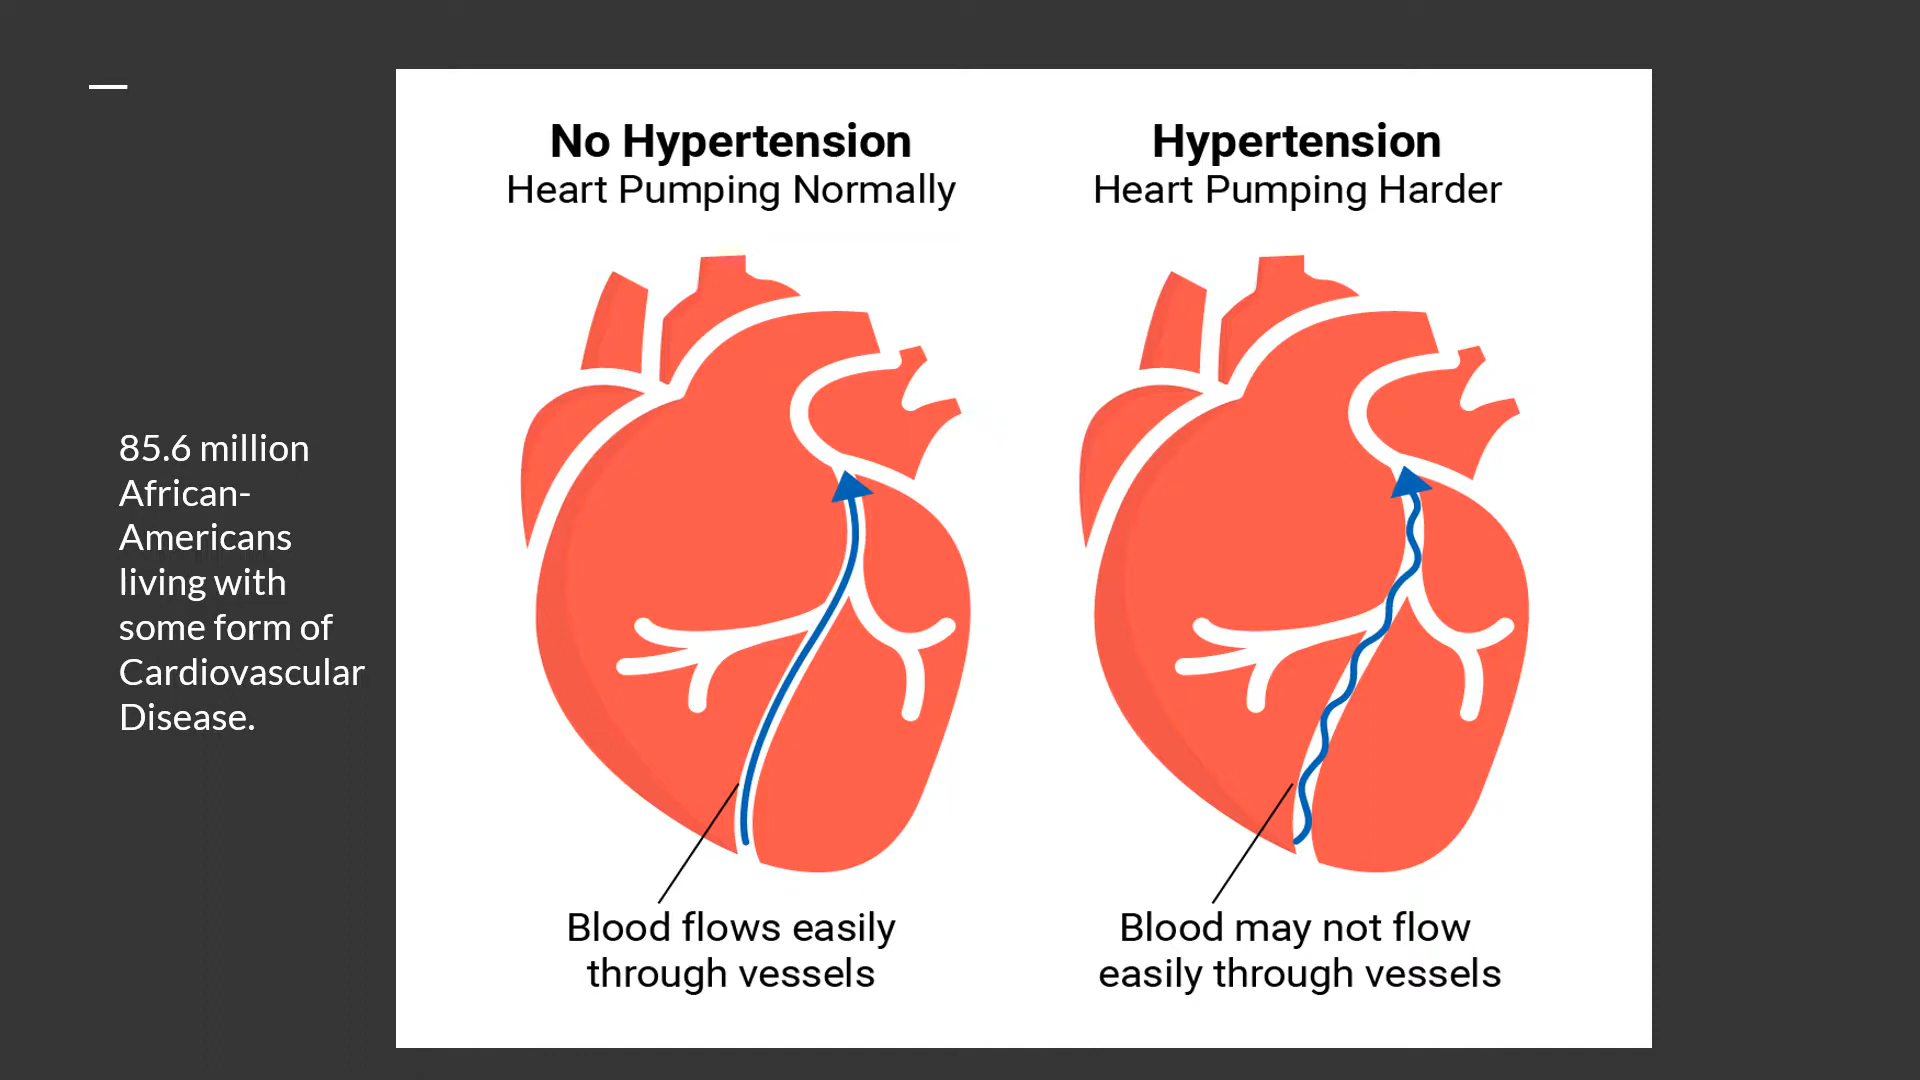 85.6 million
African-
Americans
living with
some form of
Cardiovascular
Disease.
No Hypertension
Heart Pumping Normally
Blood flows easily
through vessels
Hypertension
Heart Pumping Harder
Blood may not flow
easily through vessels